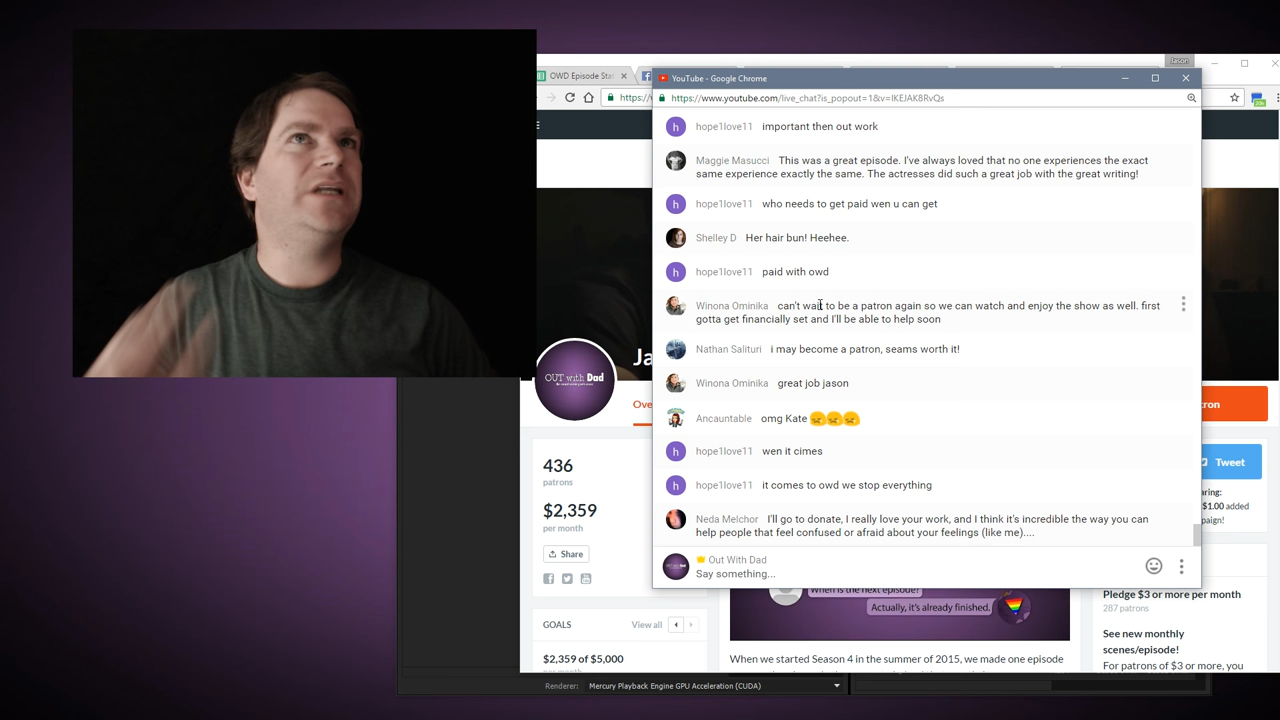 Jason
OWD Episode Stat
YouTube - Google Chrome
https://www.youtube.com/live_chat?is_popout=1&v=IKEJAK8RvQs
hope1love11 important then out work
Maggie Masucci This was a great episode. I've always loved that no one experiences the exact
same experience exactly the same. The actresses did such a great job with the great writing!
hope1love11 who needs to get paid wen u can get
Shelley D Her hair bun! Heehee.
hope1love11 paid with owd
Winona Ominika can't wait to be a patron again so we can watch and enjoy the show as well. first
gotta get financially set and I'll be able to help soon
Nathan Salituri i may become a patron, seams worth it!
Winona Ominika great job jason
Ancauntable omg Kate
hope1love11 wen it cimes
hope1love11 it comes to owd we stop everything
Neda Melchor I'll go to donate, I really love your work, and I think it's incredible the way you can
help people that feel confused or afraid about your feelings (like me)....
Out With Dad
Say something...
https://
Ja
OUT with Dad
Ove
ron
436
patrons
$2,359
per month
Share
GOALS
View all
$2,359 of $5,000
Tweet
aring:
$1.00 added
paign!
When is the next episode?
Actually, it's already finished.
When we started Season 4 in the summer of 2015, we made one episode
Pledge $3 or more per month
287 patrons
See new monthly
scenes/episode!
For patrons of $3 or more, you
Renderer: Mercury Playback Engine GPU Acceleration (CUDA)